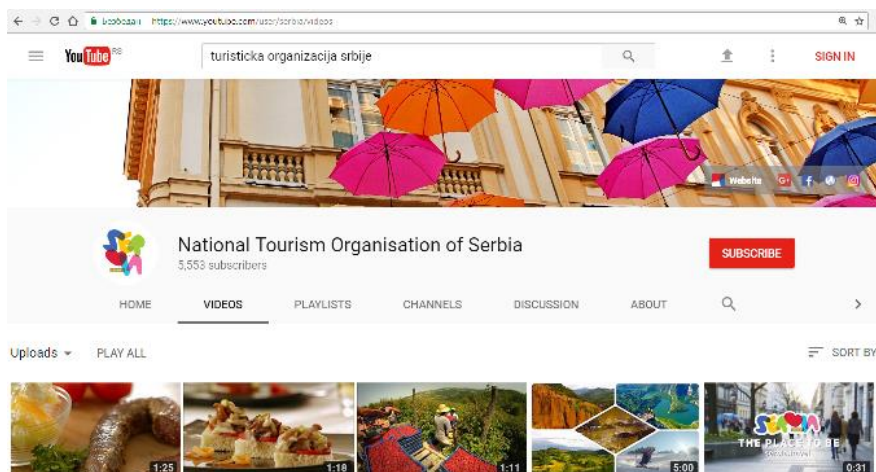 Безбедан https://www.youtube.com/user/serbia/videos
YouTube RS
turisticka organizacija srbije
SIGN IN
Website
National Tourism Organisation of Serbia
5,553 subscribers
SUBSCRIBE
HOME VIDEOS PLAYLISTS CHANNELS DISCUSSION ABOUT
Uploads PLAY ALL SORT BY
SERBIA
THE PLACE TO BE
1:25 1:18 1:11 5:00 0:31